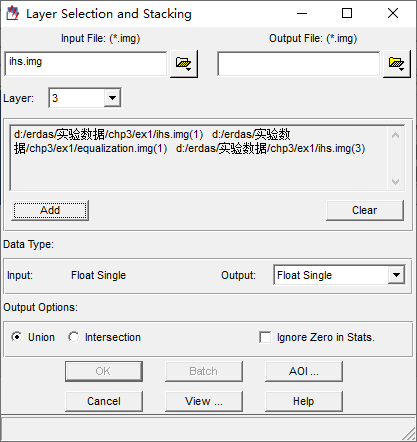 Layer Selection and Stacking
Input File: (*.img) Output File: (*.img)
ihs.img
Layer: 3
d:/erdas/实验数据/chp3/ex1/ihs.img(1) d:/erdas/实验数
据/chp3/ex1/equalization.img(1) d:/erdas/实验数据/chp3/ex1/ihs.img(3)
Add Clear
Data Type:
Input: Float Single Output: Float Single
Output Options:
Union Intersection Ignore Zero in Stats.
OK Batch AOI ...
Cancel View ... Help